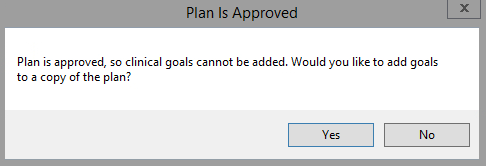 Plan Is Approved
x
Plan is approved, so clinical goals cannot be added. Would you like to add goals
to a copy of the plan?
Yes No